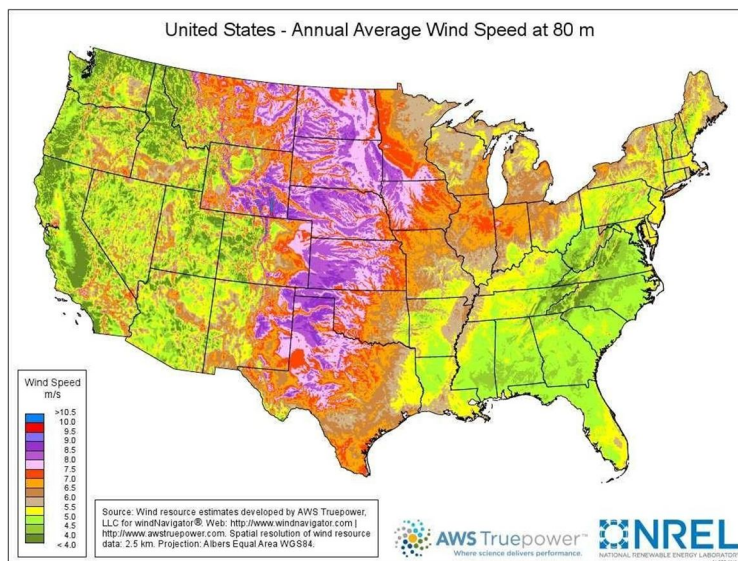 United States - Annual Average Wind Speed at 80 m
Wind Speed
m/s
>10.5
10.0
9.5
9.0
8.5
8.0
7.5
7.0
6.5
6.0
5.5
5.0
4.5
4.0
< 4.0
Source: Wind resource estimates developed by AWS Truepower,
LLC for windNavigator®. Web: http://www.windnavigator.com |
http://www.awstruepower.com. Spatial resolution of wind resource
data: 2.5 km. Projection: Albers Equal Area WGS84.
AWS Truepower™
Where science delivers performance.
NREL
NATIONAL RENEWABLE ENERGY LABORATORY